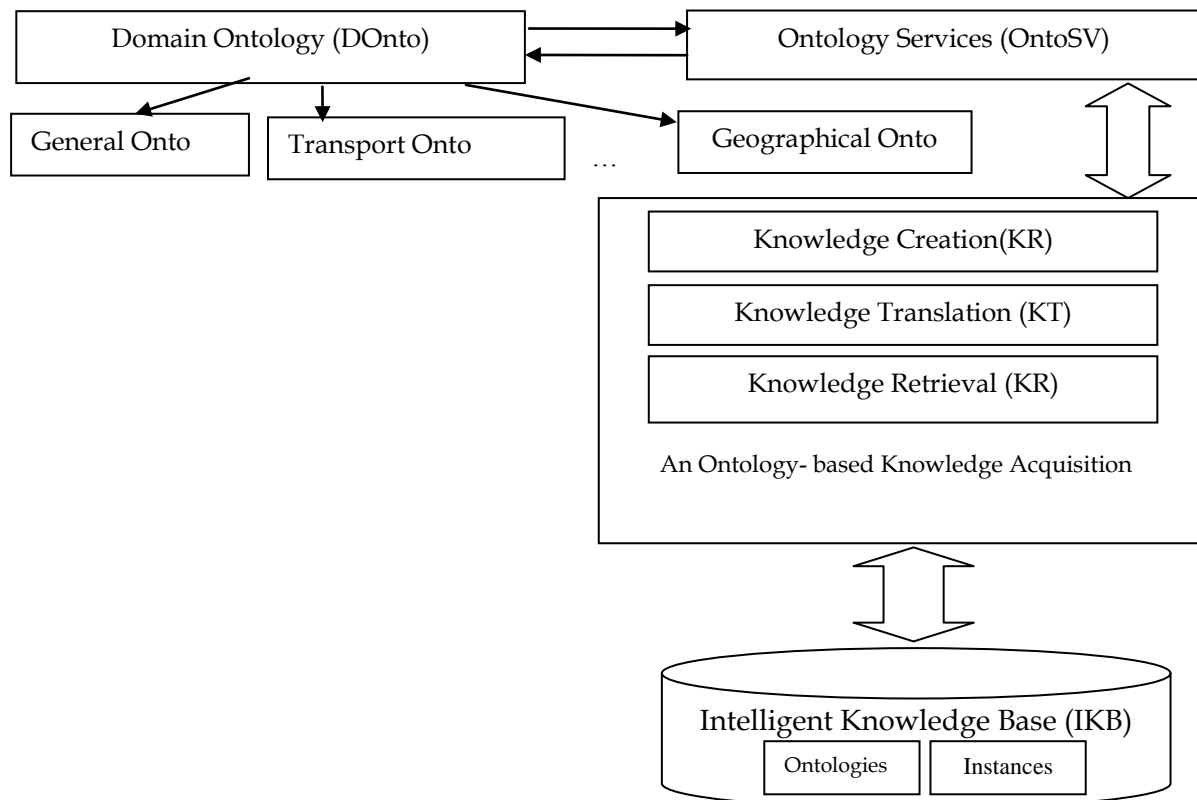 Domain Ontology (DOnto)
Ontology Services (OntoSV)
General Onto
Transport Onto
...
Geographical Onto
Knowledge Creation(KR)
Knowledge Translation (KT)
Knowledge Retrieval (KR)
An Ontology- based Knowledge Acquisition
Intelligent Knowledge Base (IKB)
Ontologies
Instances